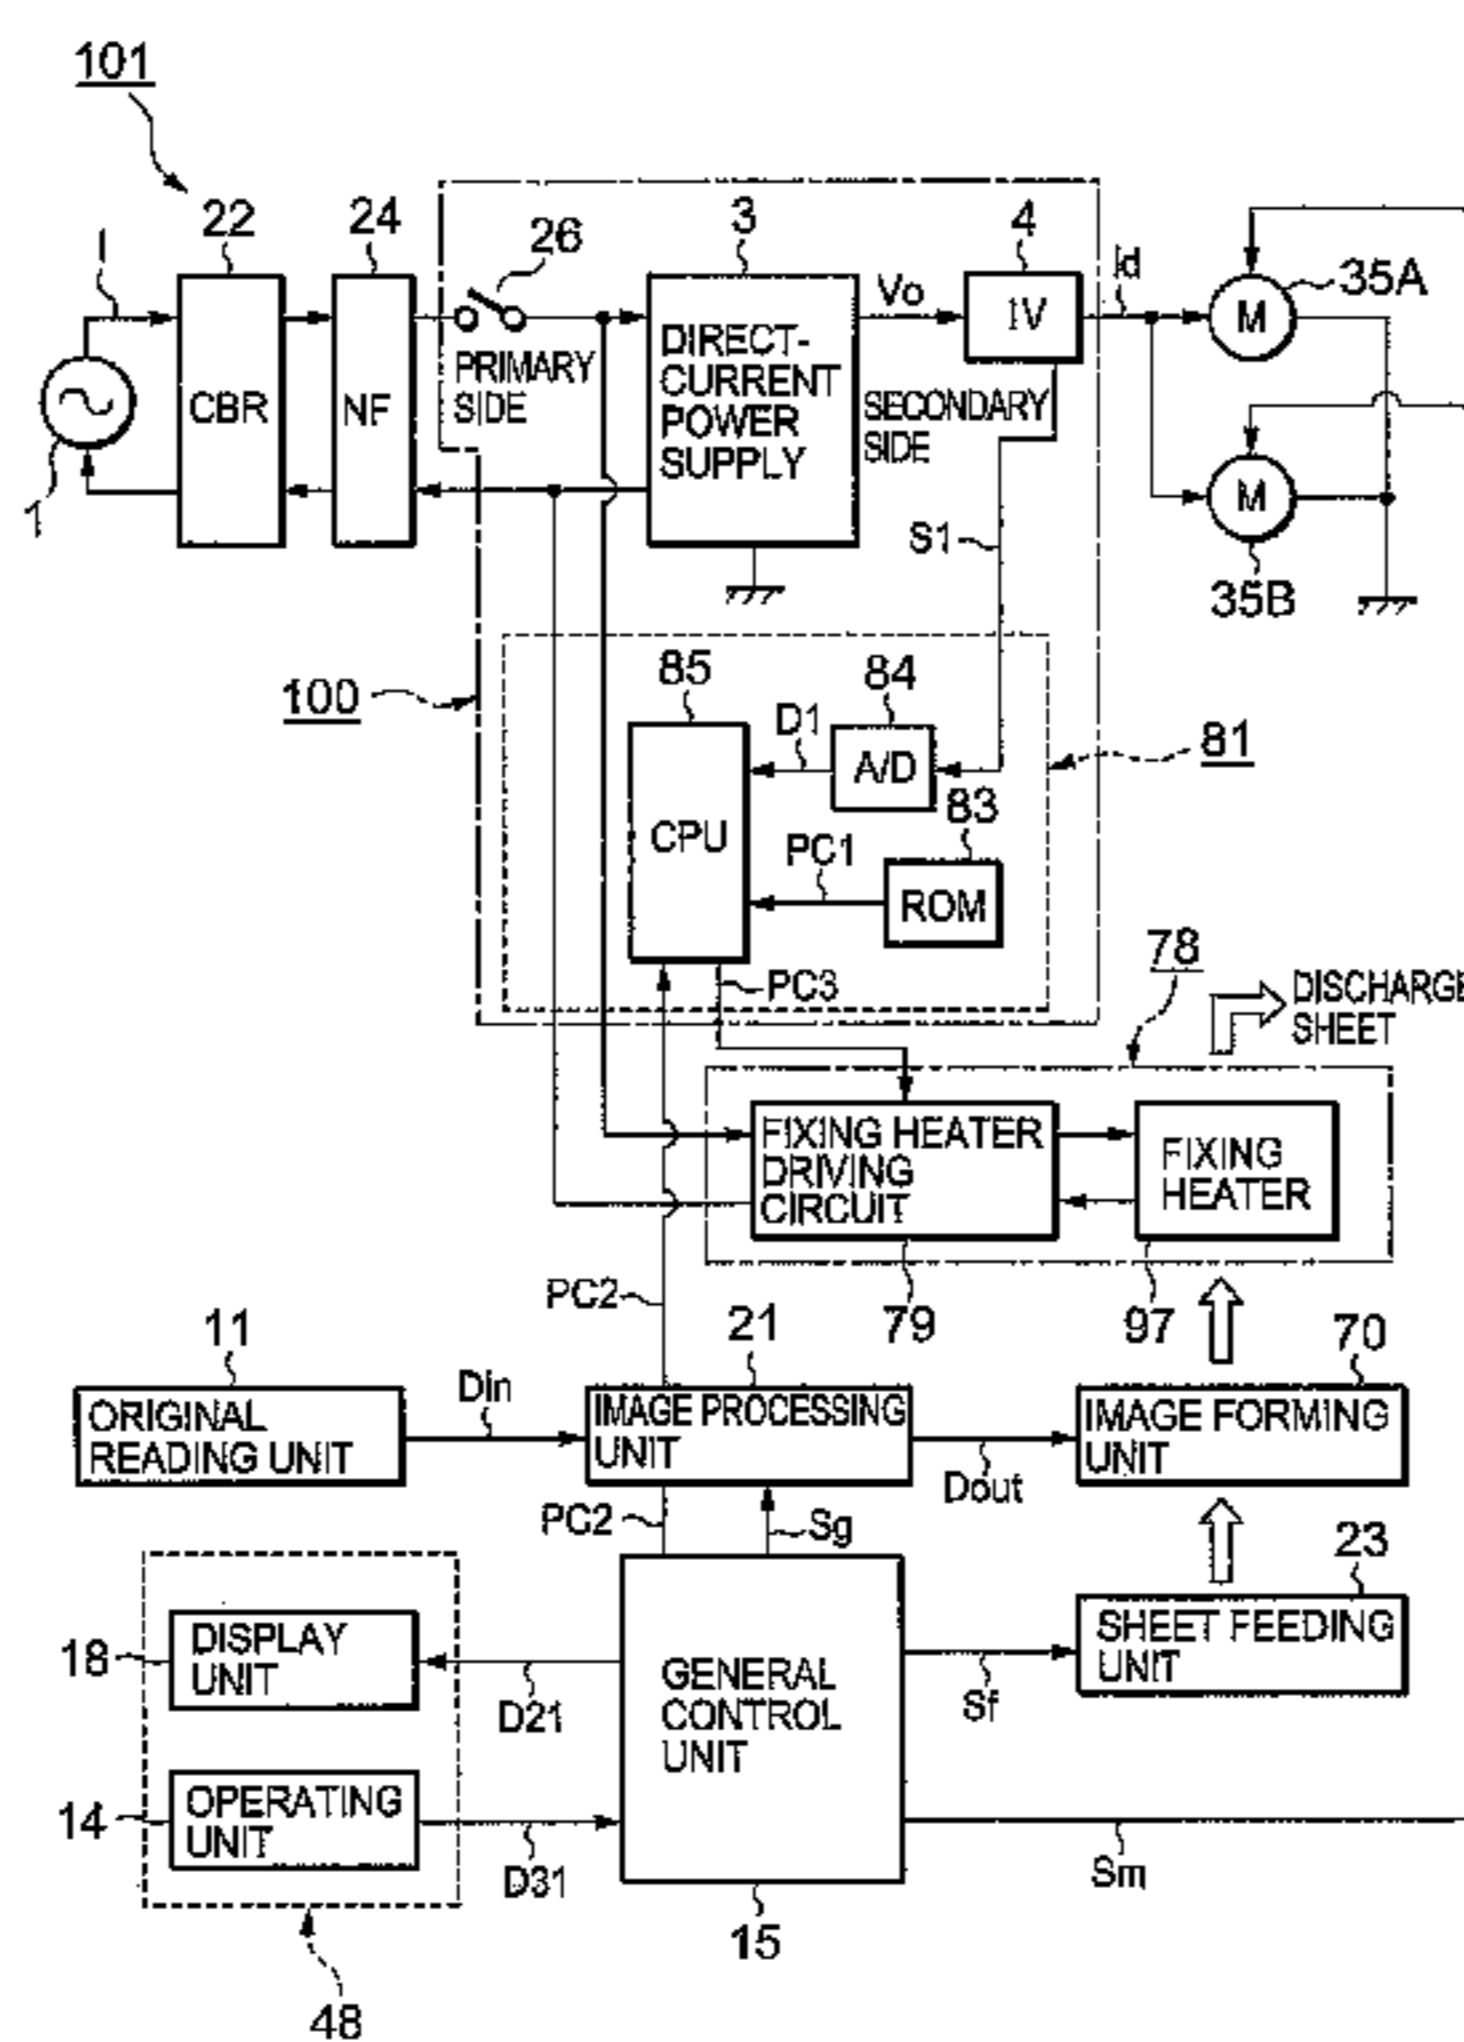 101
22
24
26
3
4
I
Vo
Id
35A
CBR
NF
PRIMARY
SIDE
DIRECT-
CURRENT
POWER
SUPPLY
IV
M
SECONDARY
SIDE
1
M
S1
35B
100
85
84
81
D1
A/D
CPU
83
PC1
ROM
PC3
78
DISCHARGE
SHEET
FIXING HEATER
DRIVING
CIRCUIT
FIXING
HEATER
PC2
79
97
11
21
70
Din
ORIGINAL
READING UNIT
IMAGE PROCESSING
UNIT
IMAGE FORMING
UNIT
Dout
PC2
Sg
23
18
DISPLAY
UNIT
D21
GENERAL
CONTROL
UNIT
SHEET FEEDING
UNIT
Sf
14
OPERATING
UNIT
D31
Sm
15
48